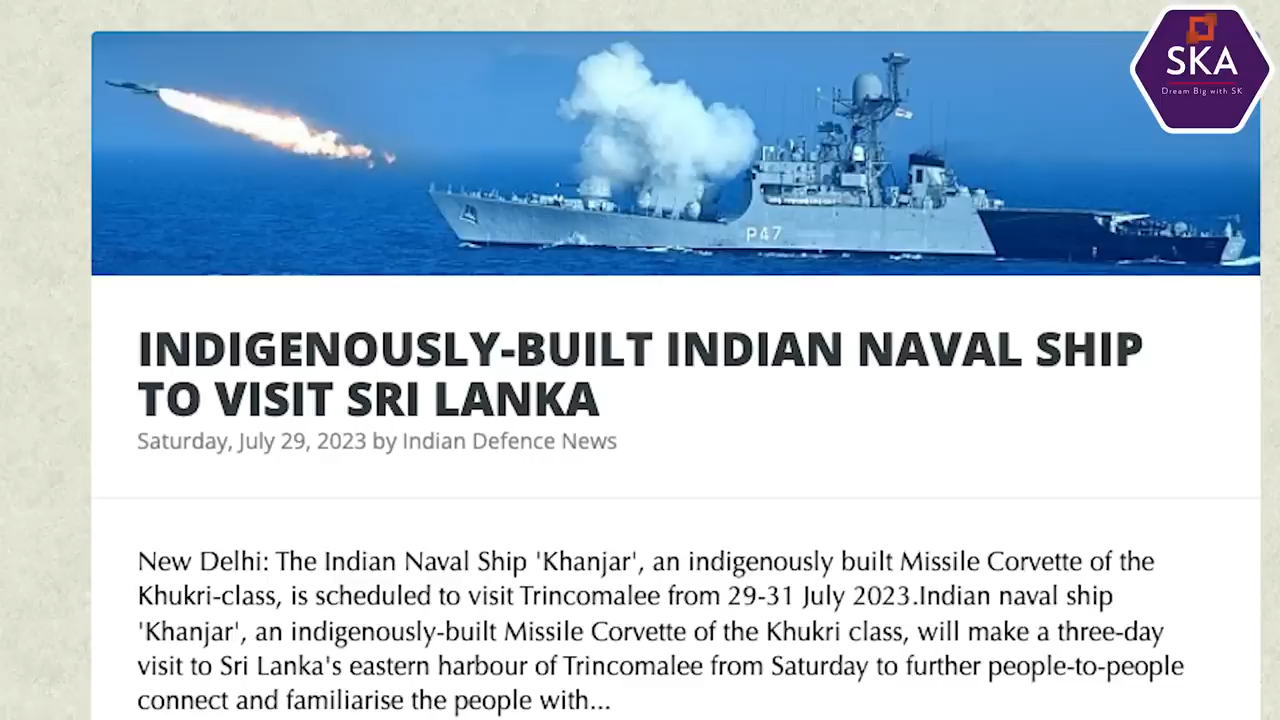 SKA
Dream Big with SK
P47
INDIGENOUSLY-BUILT INDIAN NAVAL SHIP
TO VISIT SRI LANKA
Saturday, July 29, 2023 by Indian Defence News
New Delhi: The Indian Naval Ship 'Khanjar', an indigenously built Missile Corvette of the
Khukri-class, is scheduled to visit Trincomalee from 29-31 July 2023.Indian naval ship
'Khanjar', an indigenously-built Missile Corvette of the Khukri class, will make a three-day
visit to Sri Lanka's eastern harbour of Trincomalee from Saturday to further people-to-people
connect and familiarise the people with...